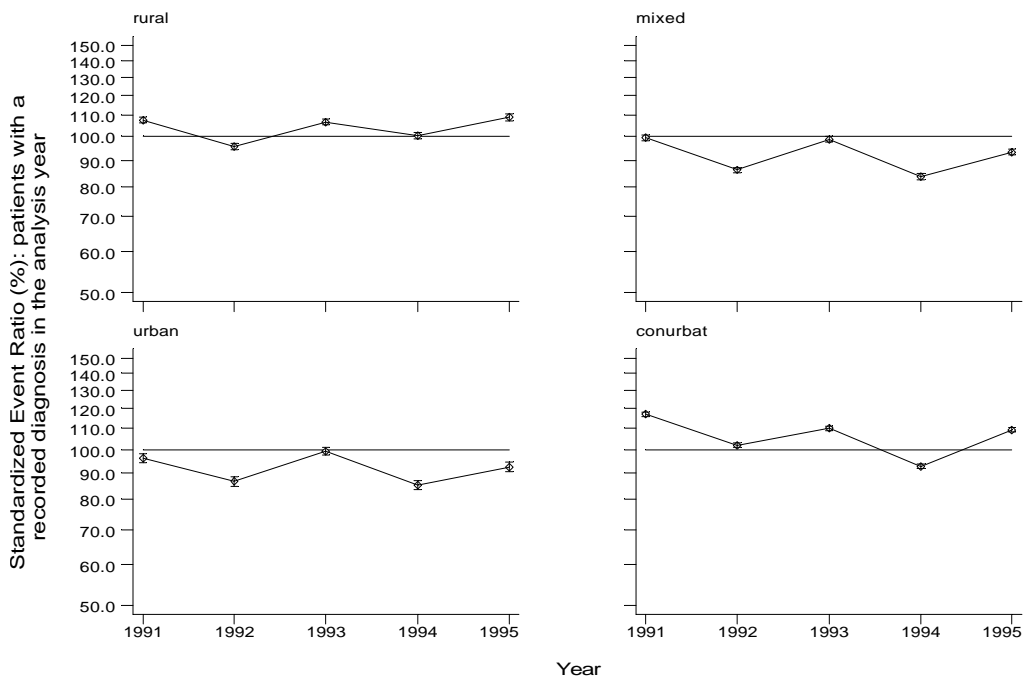 rural
mixed
150.0
140.0
130.0
120.0
110.0
100.0
90.0
80.0
70.0
60.0
50.0
urban
conurbat
150.0
140.0
130.0
120.0
110.0
100.0
90.0
80.0
70.0
60.0
50.0
1991 1992 1993 1994 1995
1991 1992 1993 1994 1995
Year
Standardized Event Ratio (%): patients with a
recorded diagnosis in the analysis year